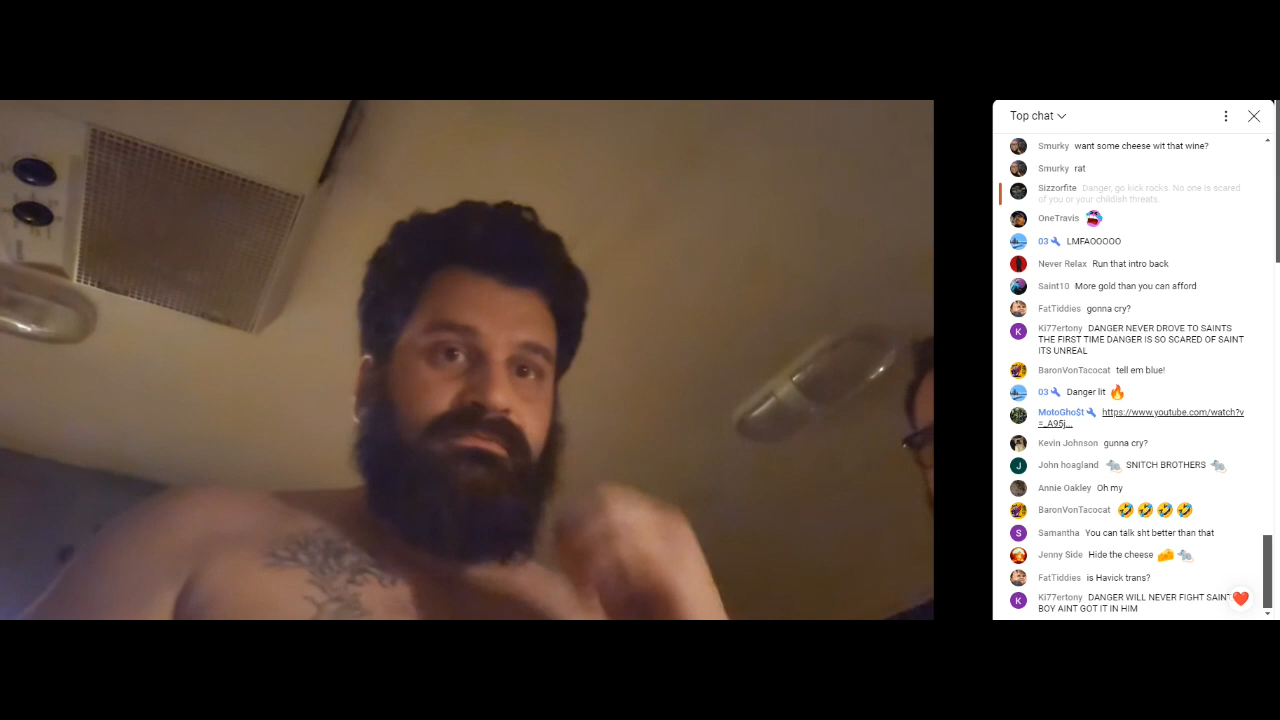 Top chat
Smurky want some cheese wit that wine?
Smurky rat
Sizzorfite Danger, go kick rocks. No one is scared
of you or your childish threats.
OneTravis
03 LMFAOOOOO
Never Relax Run that intro back
Saint10 More gold than you can afford
FatTiddies gonna cry?
K Ki77ertony DANGER NEVER DROVE TO SAINTS
THE FIRST TIME DANGER IS SO SCARED OF SAINT
ITS UNREAL
BaronVonTacocat tell em blue!
03 Danger lit 🔥
MotoGho$t https://www.youtube.com/watch?v
=_A95j...
Kevin Johnson gunna cry?
J John hoagland 🐀 SNITCH BROTHERS 🐀
Annie Oakley Oh my
BaronVonTacocat 🤣🤣🤣🤣
S Samantha You can talk sht better than that
Jenny Side Hide the cheese 🧀🐀
FatTiddies is Havick trans?
K Ki77ertony DANGER WILL NEVER FIGHT SAINT
BOY AINT GOT IT IN HIM